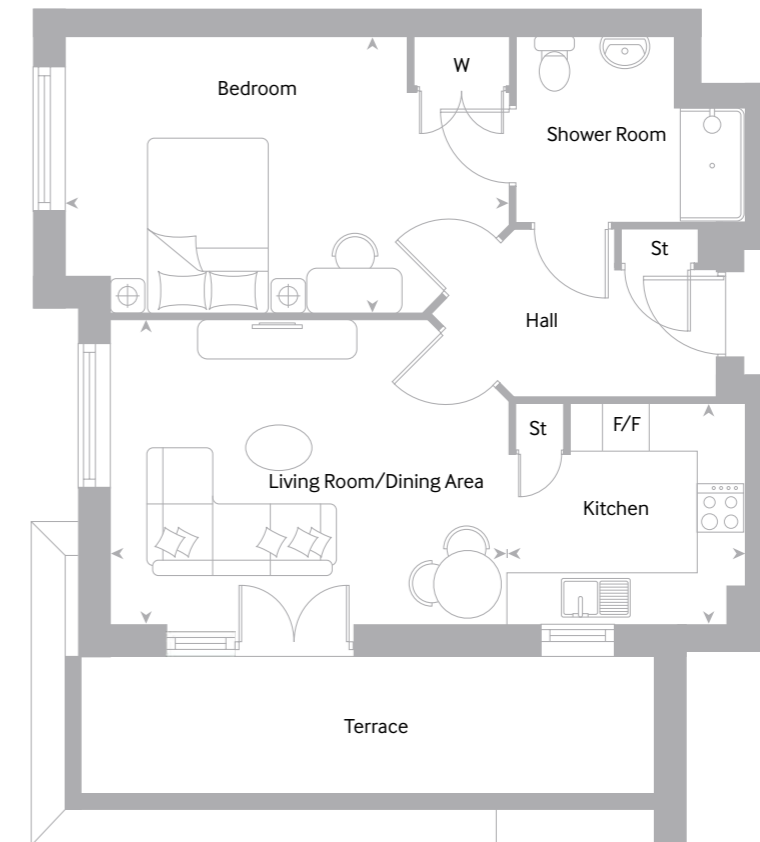 W
Bedroom
Shower Room
St
Hall
St
F/F
Living Room/Dining Area
Kitchen
Terrace